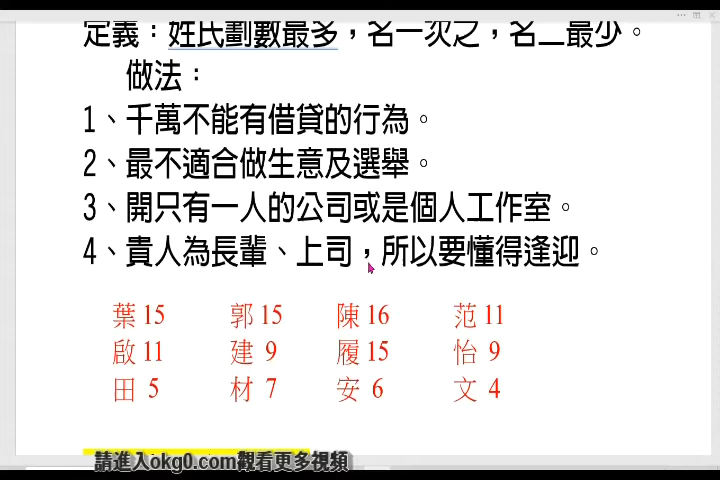 定義：姓氏劃數最多，名一次之，名二最少。
做法：
1、千萬不能有借貸的行為。
2、最不適合做生意及選舉。
3、開只有一人的公司或是個人工作室。
4、貴人為長輩、上司，所以要懂得逢迎。
葉 15 郭 15 陳 16 范 11
啟 11 建 9 履 15 怡 9
田 5 材 7 安 6 文 4
請進入okg0.com觀看更多視頻